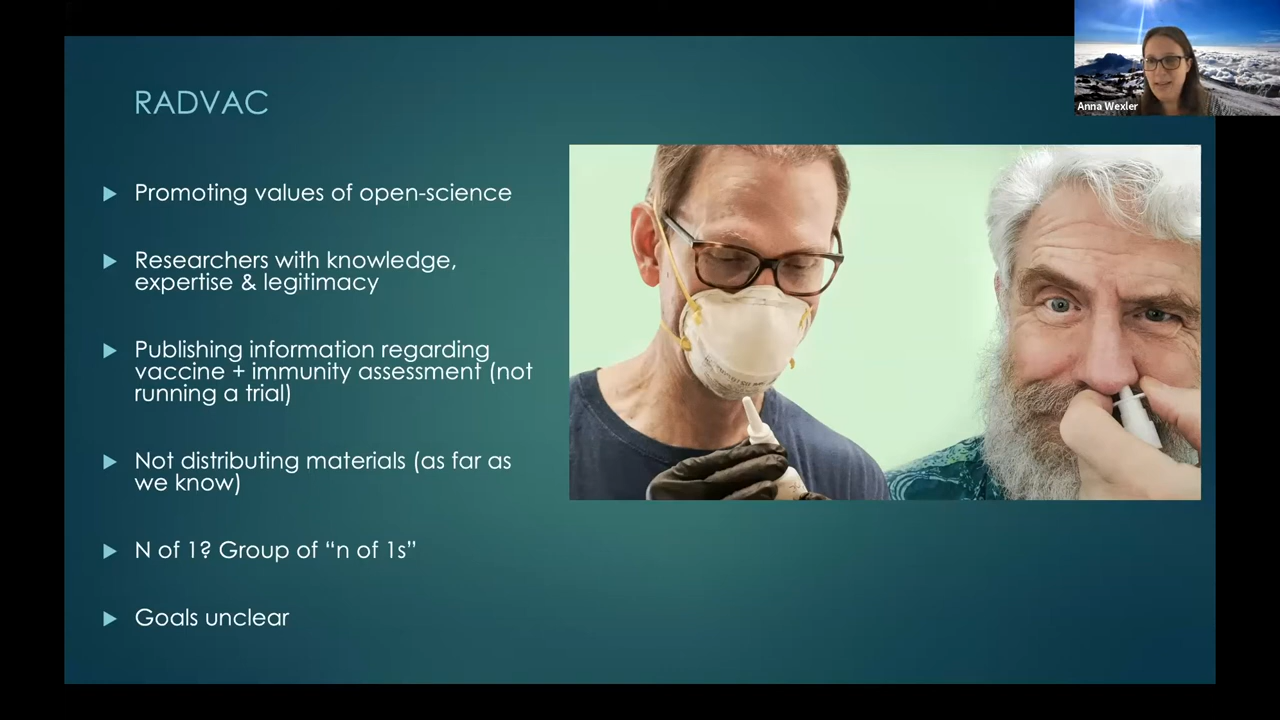 RADVAC
Anna Wexler
Promoting values of open-science
Researchers with knowledge,
expertise & legitimacy
Publishing information regarding
vaccine + immunity assessment (not
running a trial)
Not distributing materials (as far as
we know)
N of 1? Group of “n of 1s”
Goals unclear